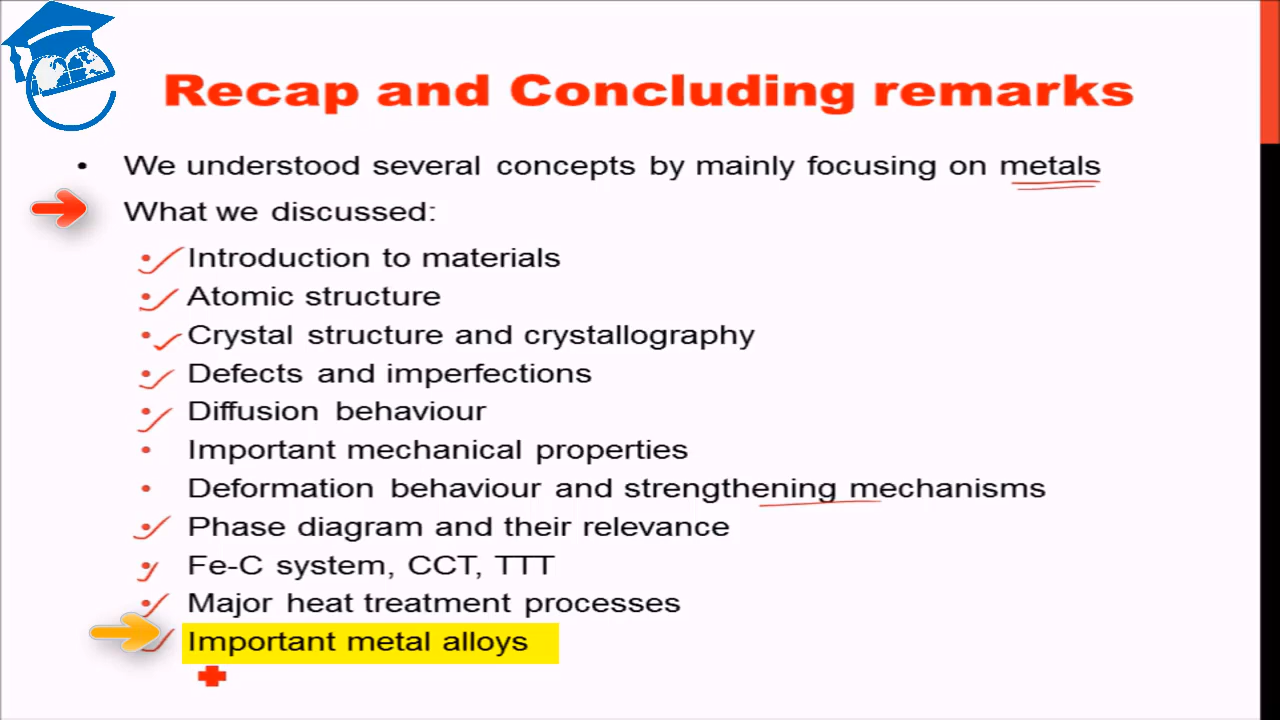 Recap and Concluding remarks
• We understood several concepts by mainly focusing on metals
What we discussed:
• Introduction to materials
• Atomic structure
• Crystal structure and crystallography
• Defects and imperfections
• Diffusion behaviour
• Important mechanical properties
• Deformation behaviour and strengthening mechanisms
• Phase diagram and their relevance
• Fe-C system, CCT, TTT
• Major heat treatment processes
• Important metal alloys